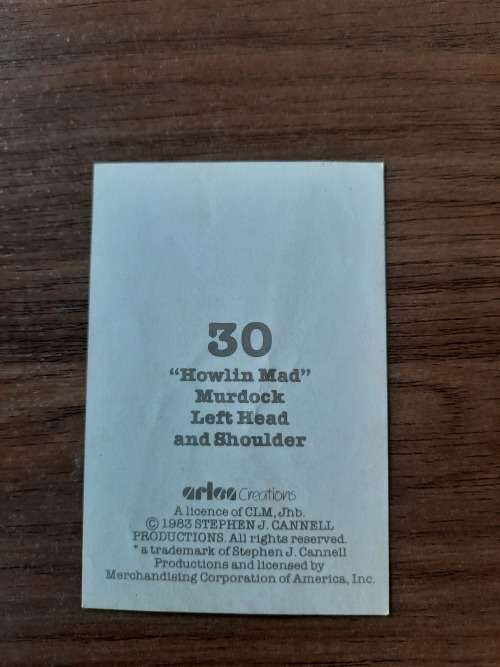 30
“Howlin Mad”
Murdock
Left Head
and Shoulder
artes Creations
A licence of CLM, Jhb.
© 1983 STEPHEN J. CANNELL
PRODUCTIONS. All rights reserved.
* a trademark of Stephen J. Cannell
Productions and licensed by
Merchandising Corporation of America, Inc.